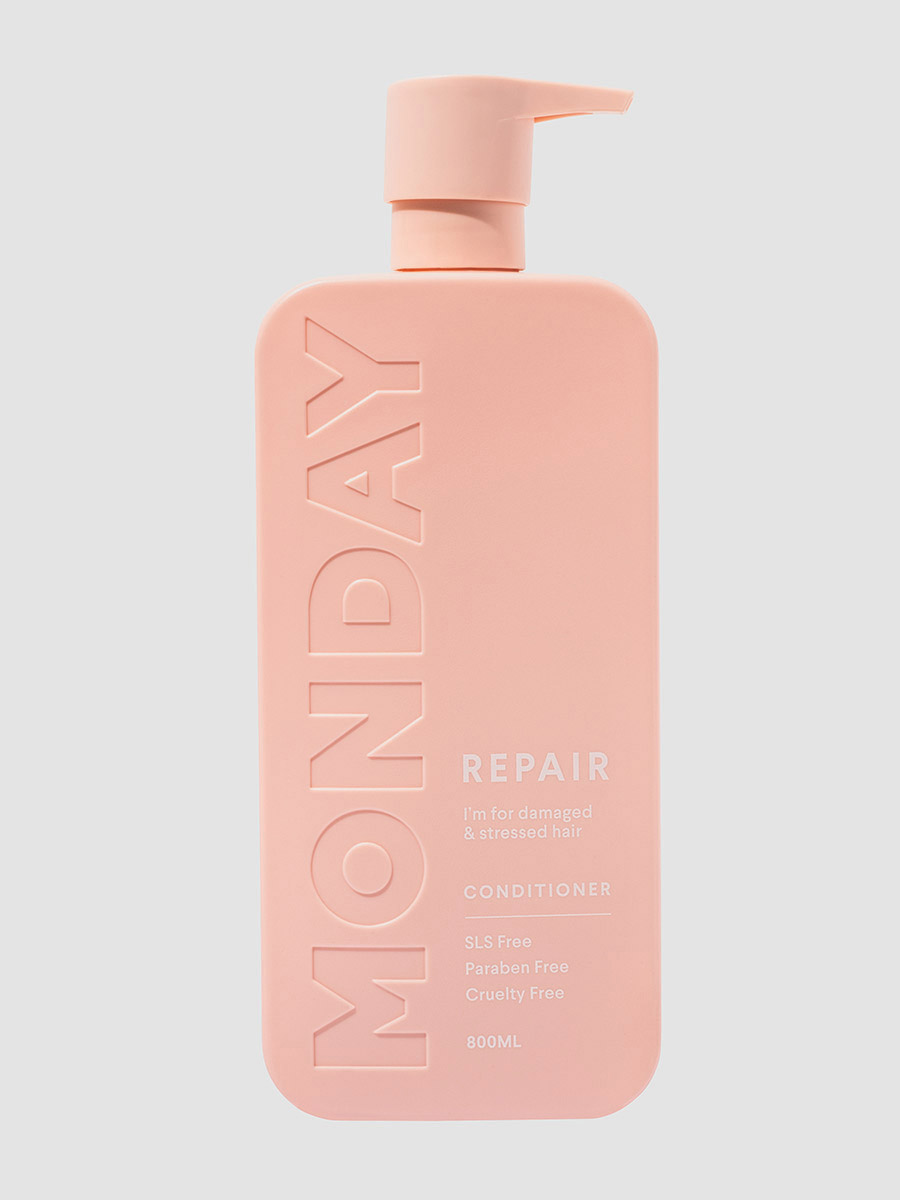 MONDAY
REPAIR
I'm for damaged
& stressed hair
CONDITIONER
SLS Free
Paraben Free
Cruelty Free
800ML